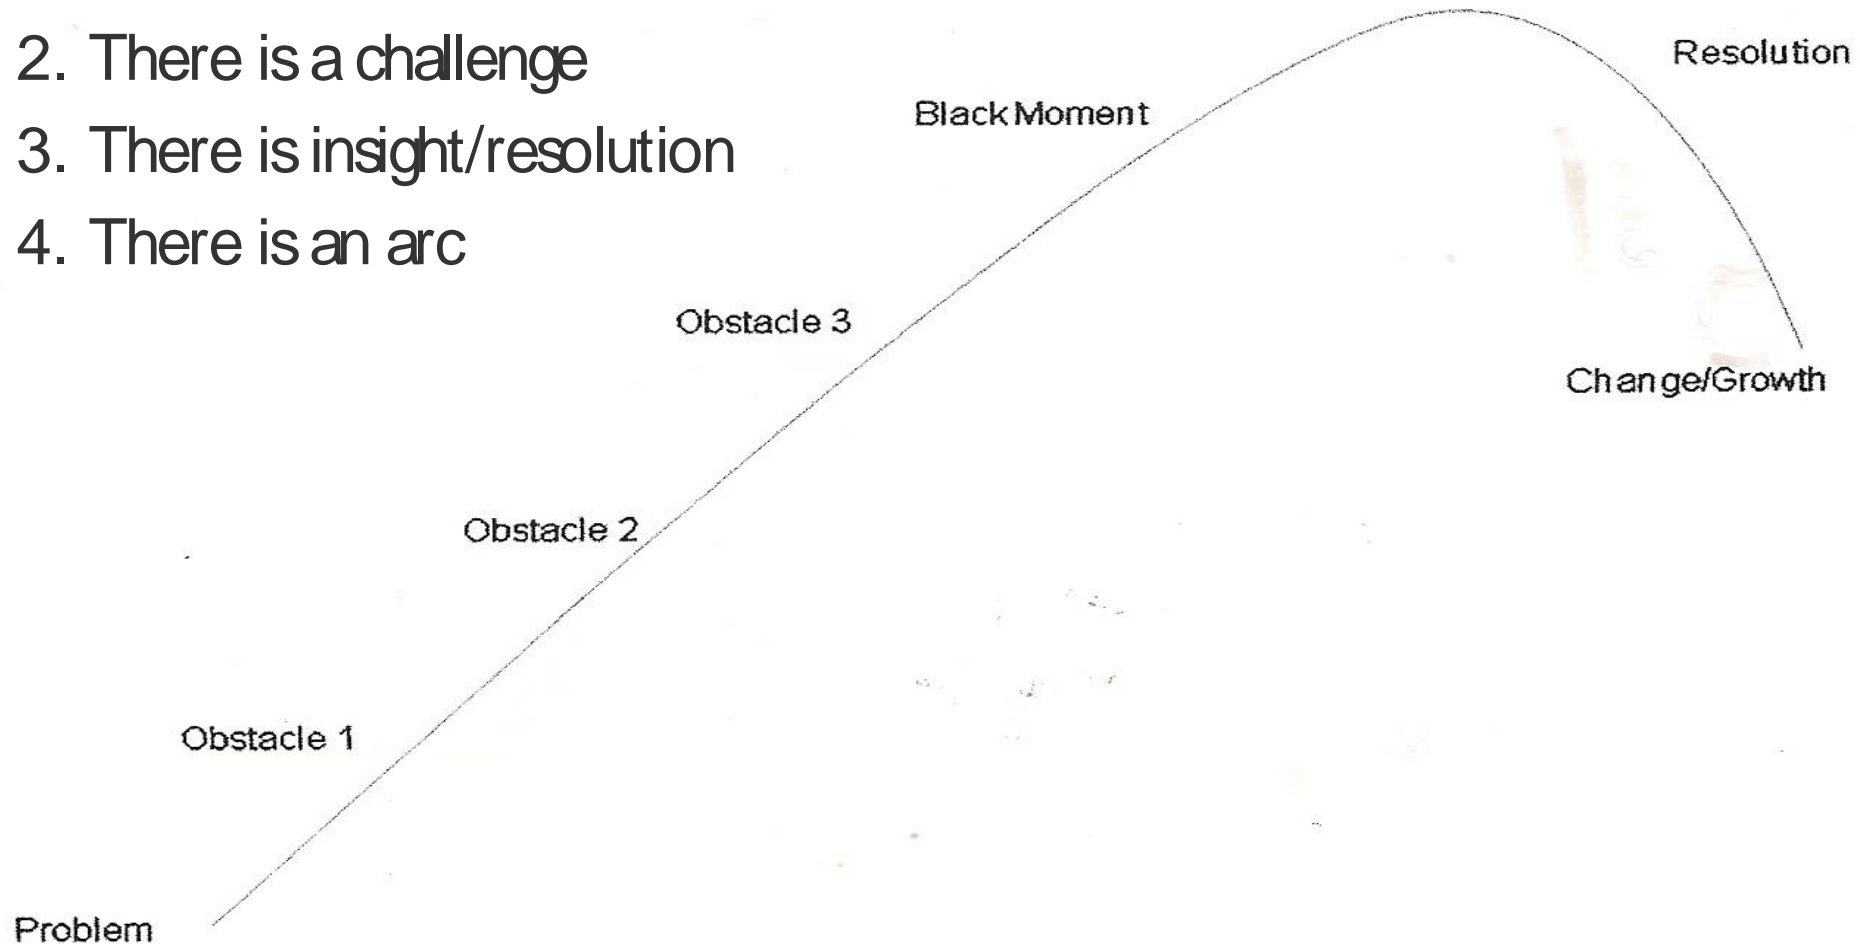 2. There is a challenge
3. There is insight/resolution
4. There is an arc
Resolution
Black Moment
Obstacle 3
Change/Growth
Obstacle 2
Obstacle 1
Problem